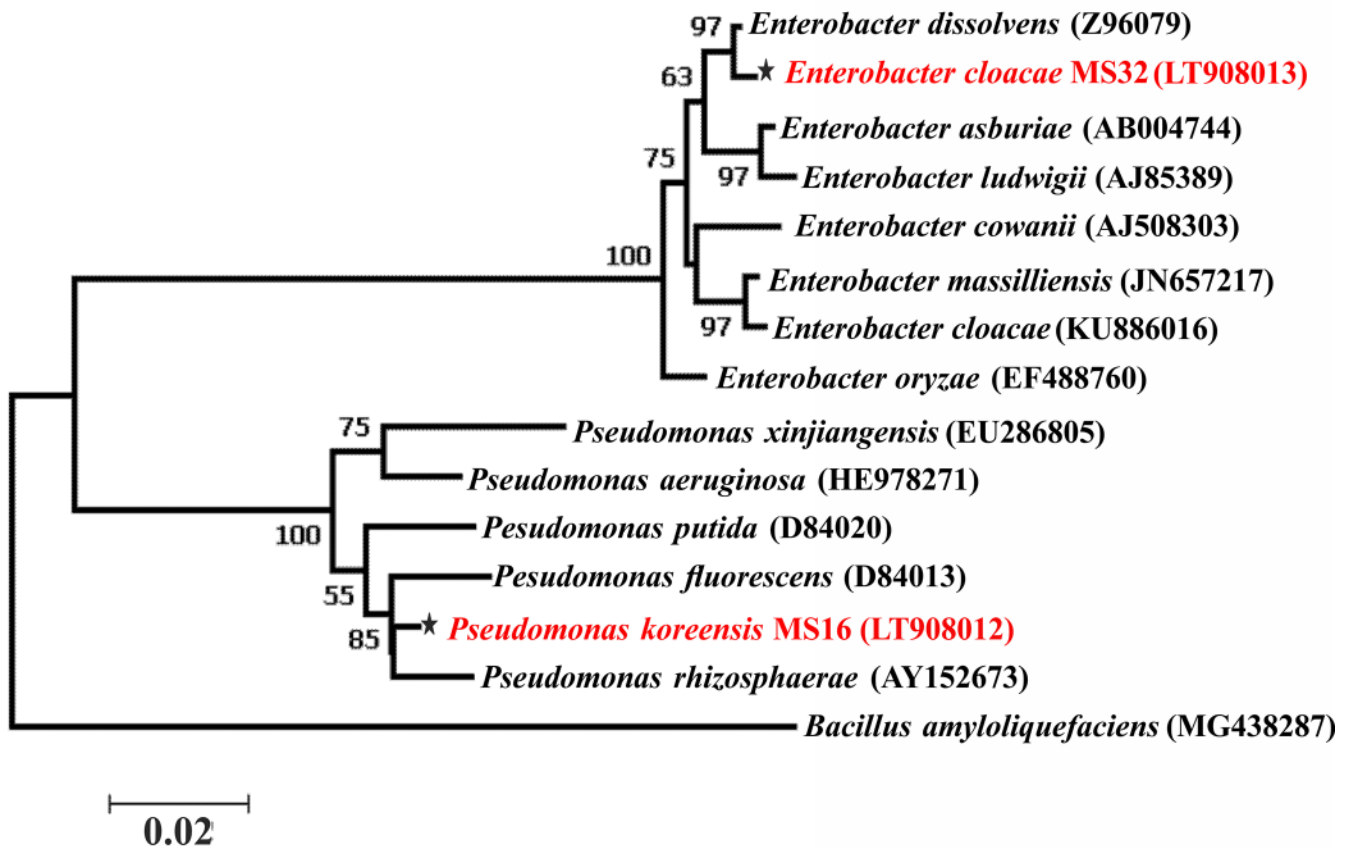 97
Enterobacter dissolvens (Z96079)
★ Enterobacter cloacae MS32 (LT908013)
63
Enterobacter asburiae (AB004744)
75
97
Enterobacter ludwigii (AJ85389)
Enterobacter cowanii (AJ508303)
100
Enterobacter massilliensis (JN657217)
97
Enterobacter cloacae (KU886016)
Enterobacter oryzae (EF488760)
75
Pseudomonas xinjiangensis (EU286805)
Pseudomonas aeruginosa (HE978271)
100
Pesudomonas putida (D84020)
Pesudomonas fluorescens (D84013)
55
85
★ Pseudomonas koreensis MS16 (LT908012)
Pseudomonas rhizosphaerae (AY152673)
Bacillus amyloliquefaciens (MG438287)
0.02